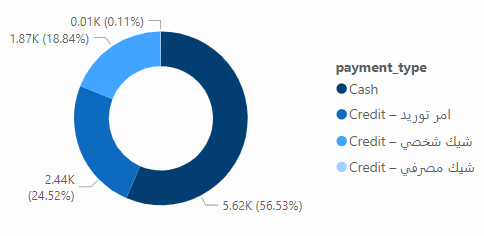 0.01K (0.11%)
1.87K (18.84%)
2.44K
(24.52%)
5.62K (56.53%)
payment_type
Cash
Credit – امر توريد
Credit – شيك شخصي
Credit – شيك مصرفي